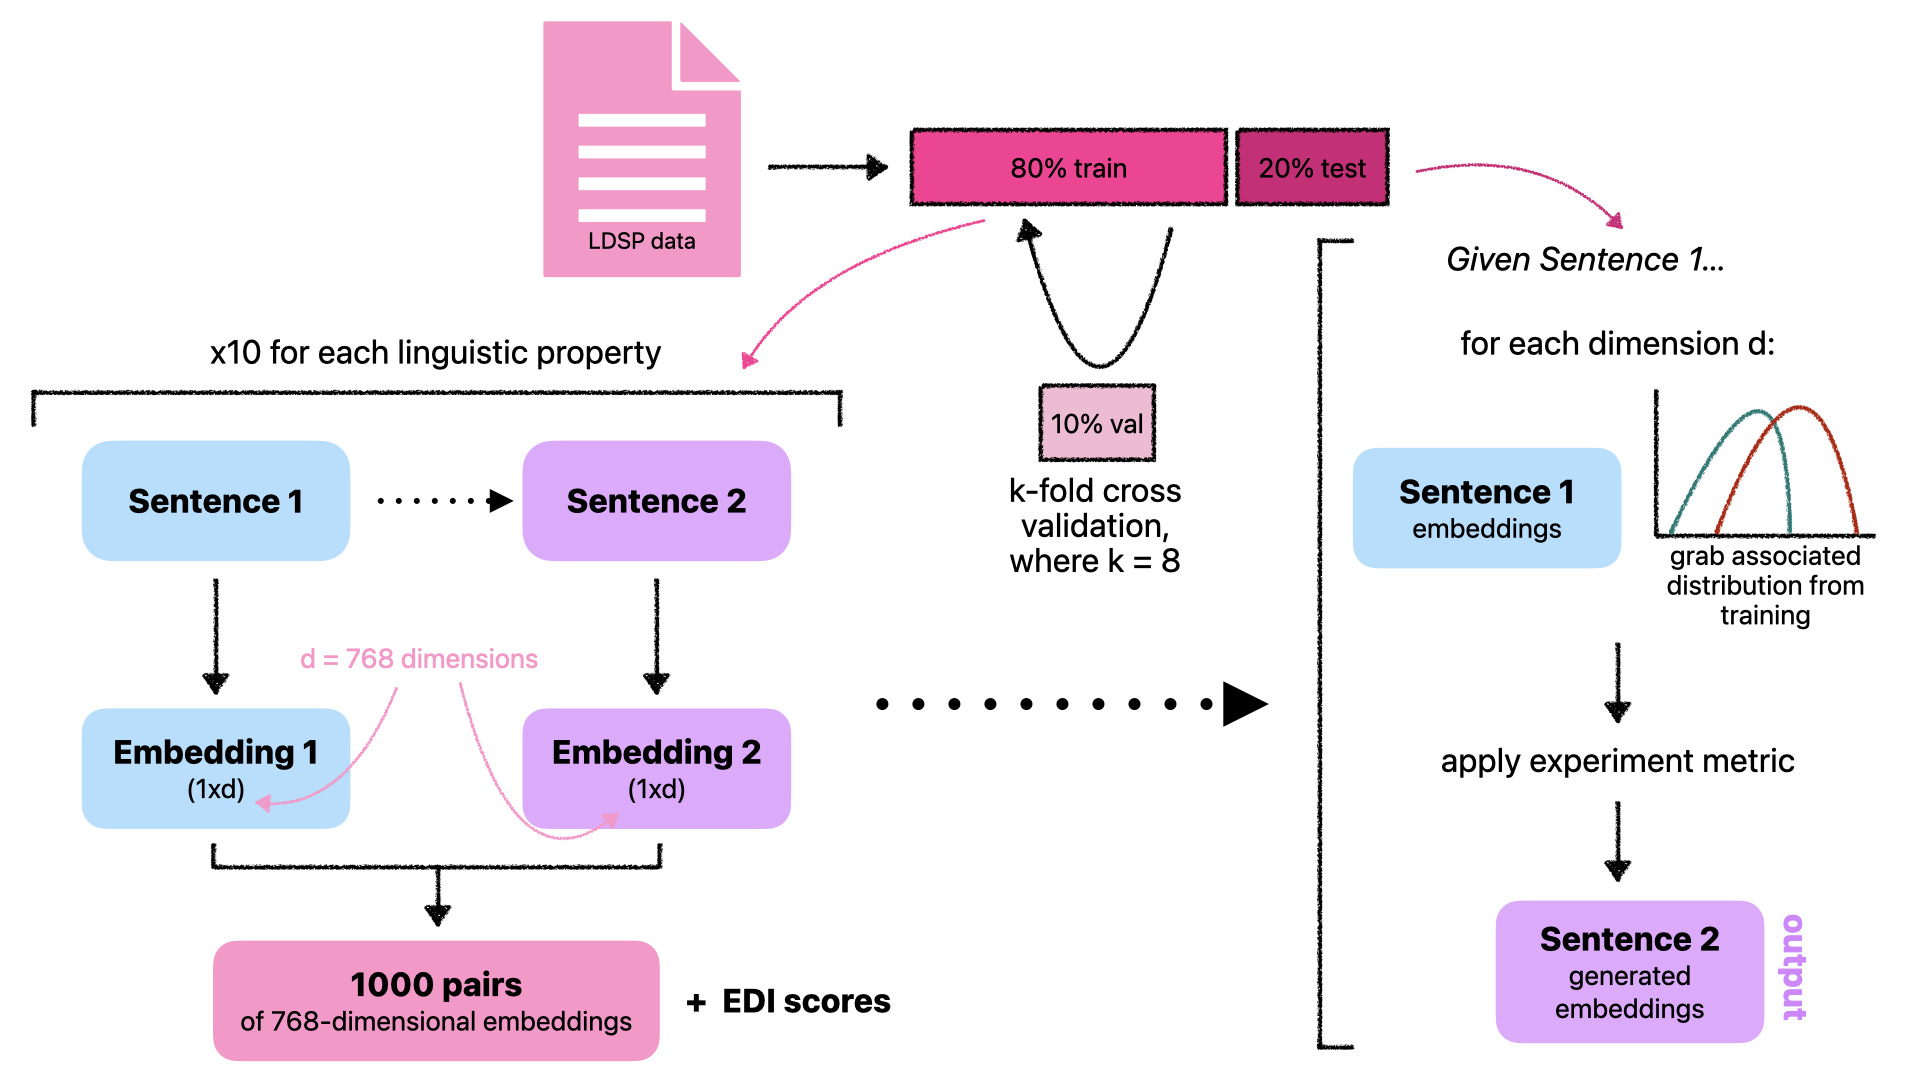 LDSP data
80% train
20% test
x10 for each linguistic property
Sentence 1
Sentence 2
d = 768 dimensions
Embedding 1
(1xd)
Embedding 2
(1xd)
1000 pairs
of 768-dimensional embeddings
+ EDI scores
10% val
k-fold cross
validation,
where k = 8
Given Sentence 1...
for each dimension d:
Sentence 1
embeddings
grab associated
distribution from
training
apply experiment metric
Sentence 2
generated
embeddings
output